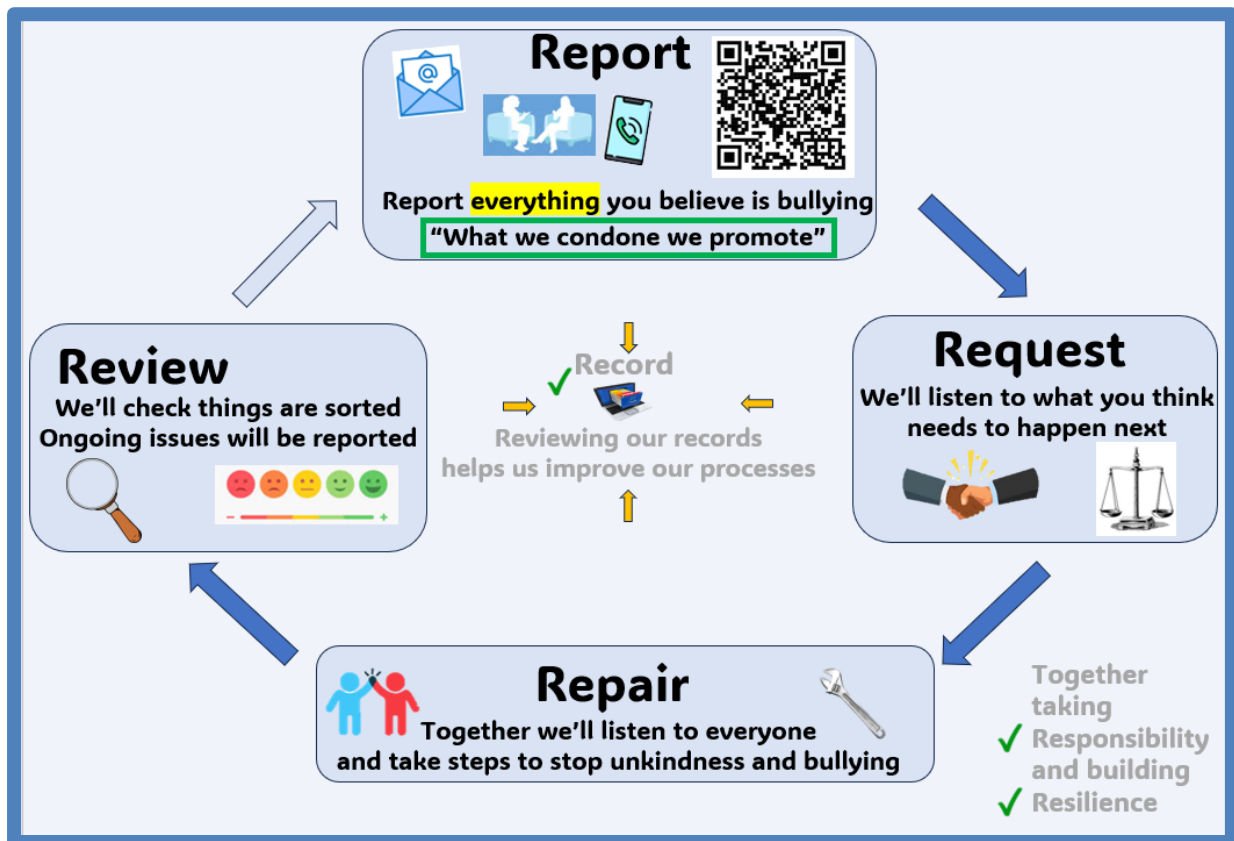 Report
@
Report everything you believe is bullying
“What we condone we promote”
Request
We’ll listen to what you think
needs to happen next
Repair
Together we’ll listen to everyone
and take steps to stop unkindness and bullying
Review
We’ll check things are sorted
Ongoing issues will be reported
- +
Record
Reviewing our records
helps us improve our processes
Together
taking
Responsibility
and building
Resilience